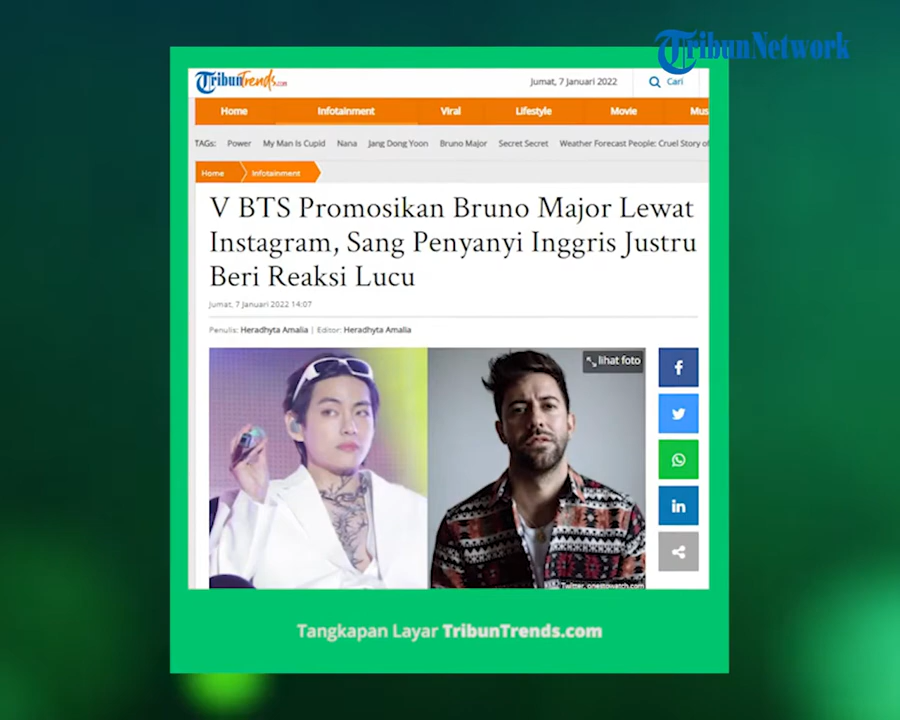 TribunNetwork
TribunTrends.com
Jumat, 7 Januari 2022
Cari
Home Infotainment Viral Lifestyle Movie Mus
TAGs: Power My Man Is Cupid Nana Jang Dong Yoon Bruno Major Secret Secret Weather Forecast People: Cruel Story of
Home Infotainment
V BTS Promosikan Bruno Major Lewat
Instagram, Sang Penyanyi Inggris Justru
Beri Reaksi Lucu
Jumat, 7 Januari 2022 14:07
Penulis: Heradhyta Amalia | Editor: Heradhyta Amalia
lihat foto
Twitter, onestowatch.com
Tangkapan Layar TribunTrends.com